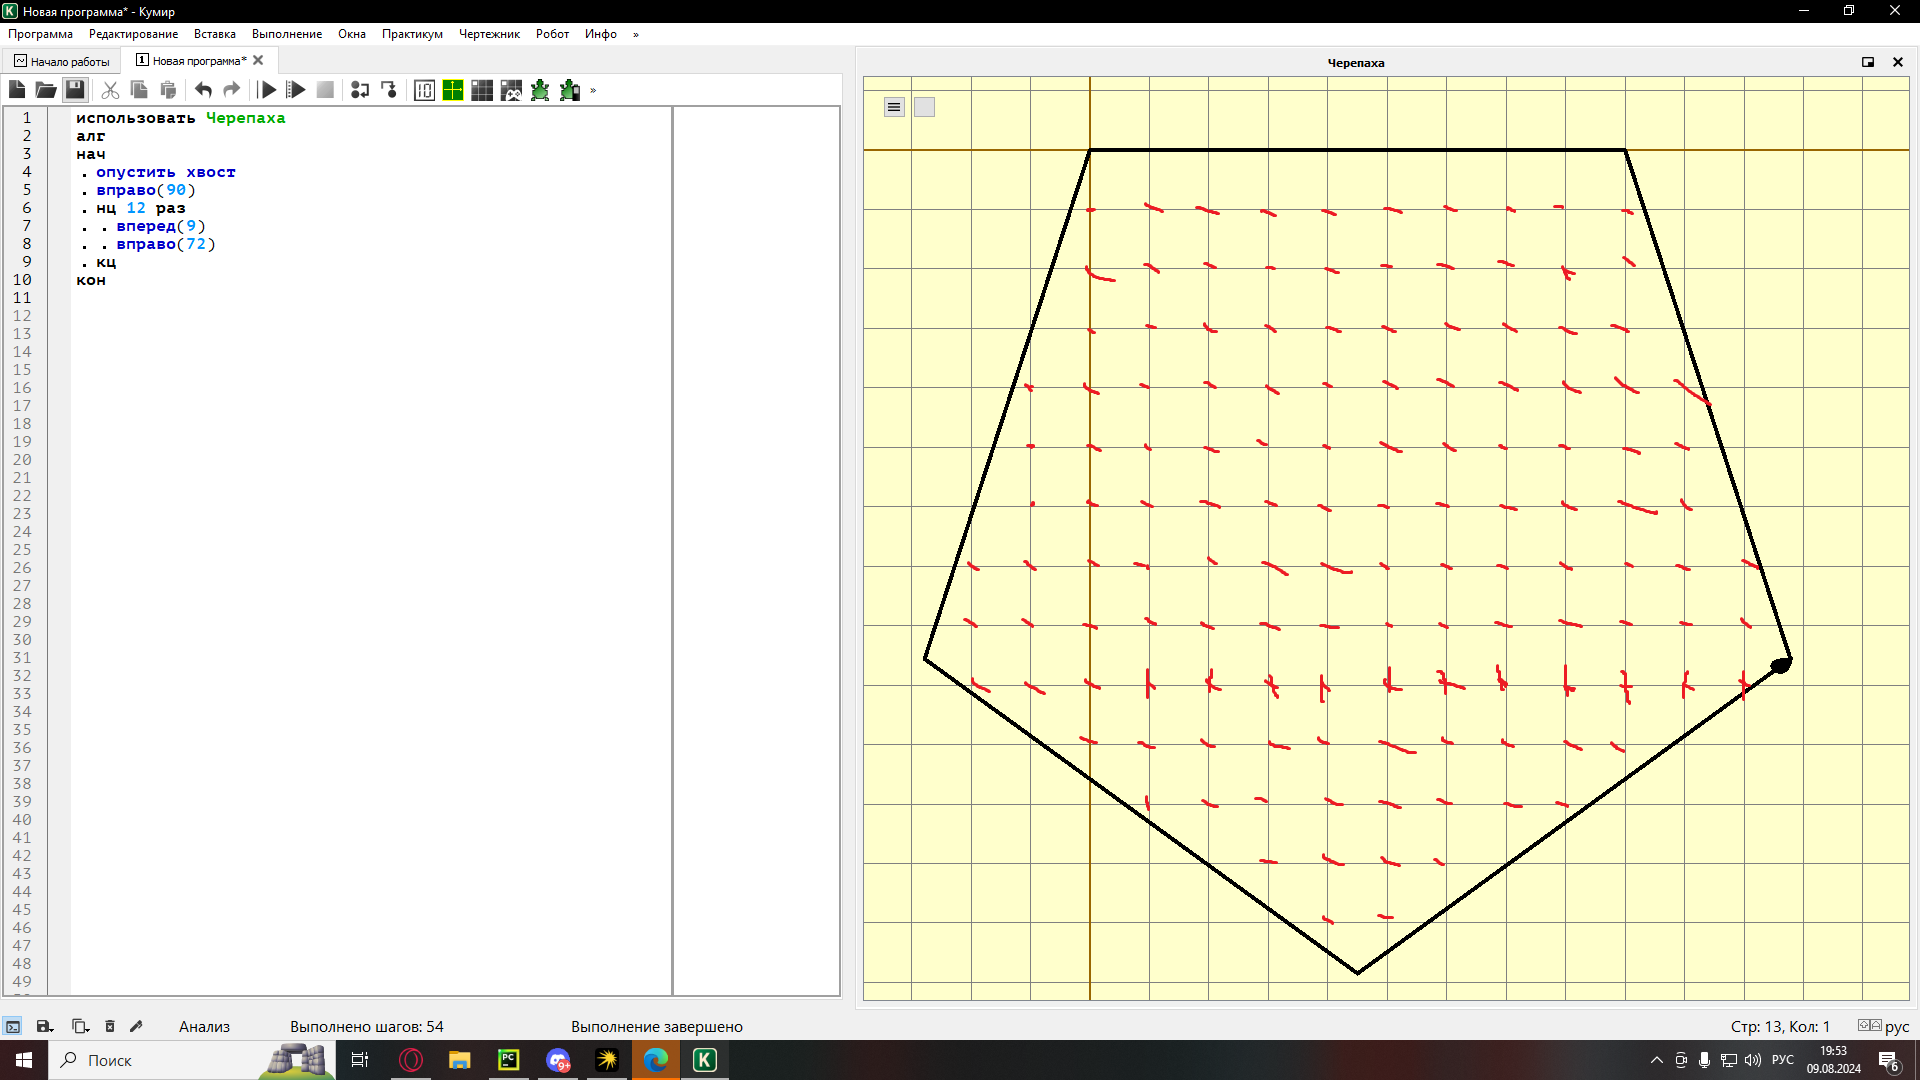 Новая программа* - Кумир
Программа Редактирование Вставка Выполнение Окна Практикум Чертежник Робот Инфо »
Начало работы
1 Новая программа*
Черепаха
»
1 использовать Черепаха
2 алг
3 нач
4 . опустить хвост
5 . вправо(90)
6 . нц 12 раз
7 . . вперед(9)
8 . . вправо(72)
9 . кц
10 кон
11
12
13
14
15
16
17
18
19
20
21
22
23
24
25
26
27
28
29
30
31
32
33
34
35
36
37
38
39
40
41
42
43
44
45
46
47
48
49
Анализ Выполнено шагов: 54 Выполнение завершено Стр: 13, Кол: 1 рус
Поиск
PC
9+
K
РУС
19:53
09.08.2024
6